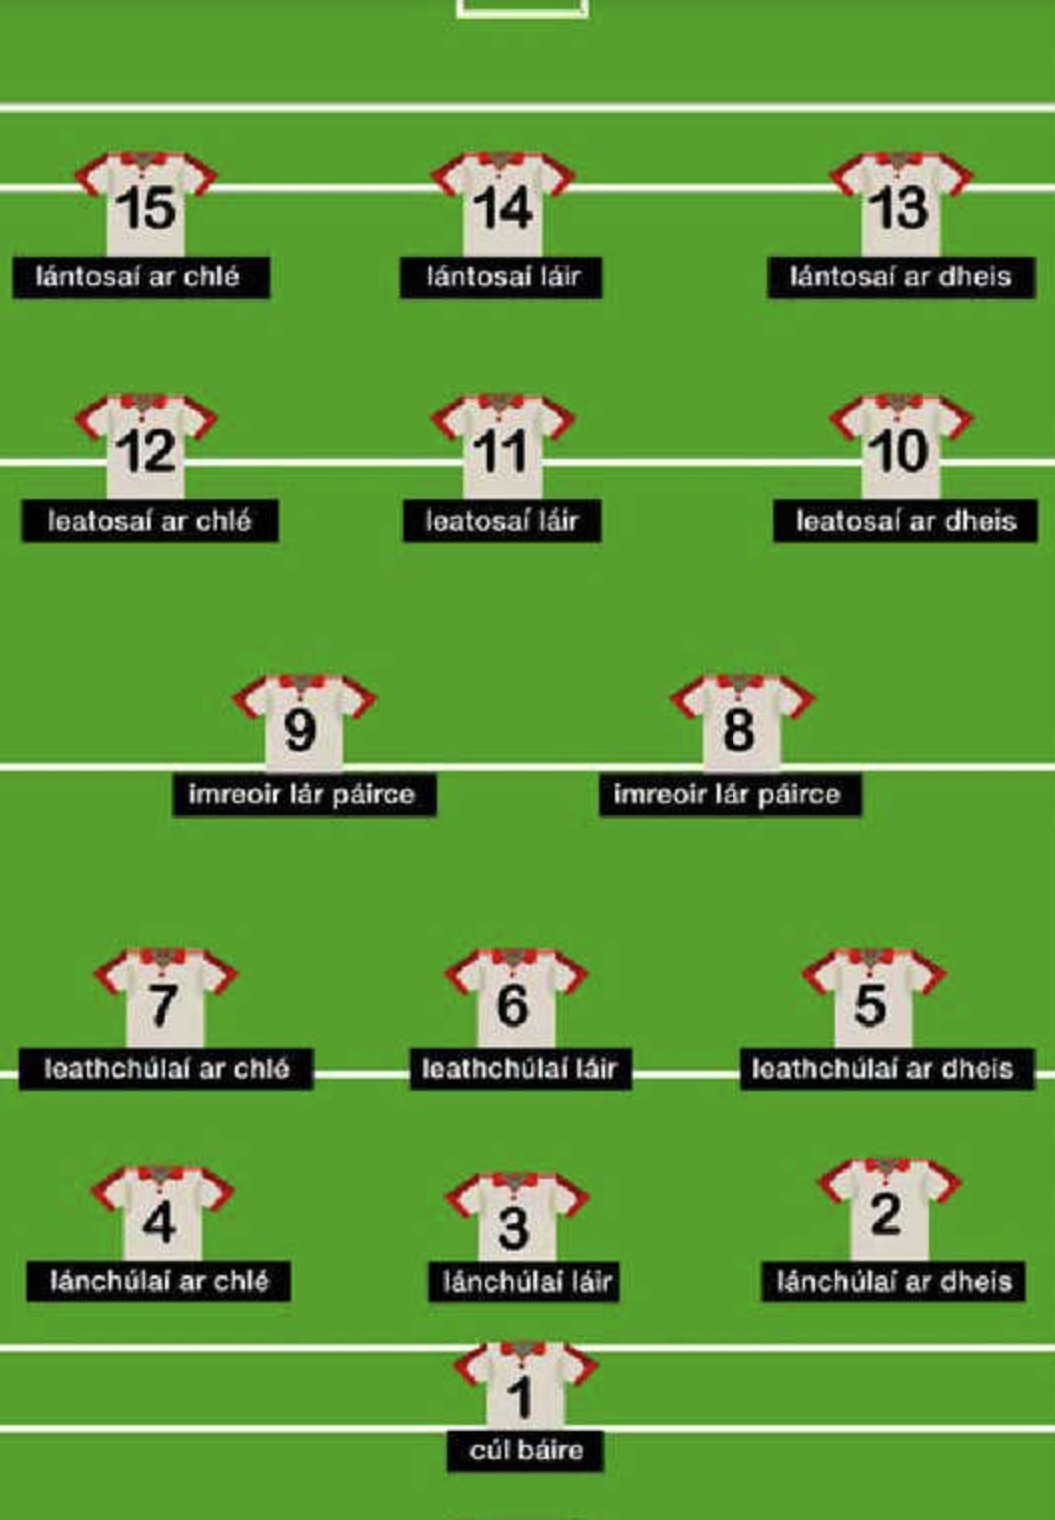 15 14 13
lántosaí ar chlé lántosaí láir lántosaí ar dheis
12 11 10
leatosaí ar chlé leatosaí láir leatosaí ar dheis
9 8
imreoir lár páirce imreoir lár páirce
7 6 5
leathchúlaí ar chlé leathchúlaí láir leathchúlaí ar dheis
4 3 2
lánchúlaí ar chlé lánchúlaí láir lánchúlaí ar dheis
1
cúl báire